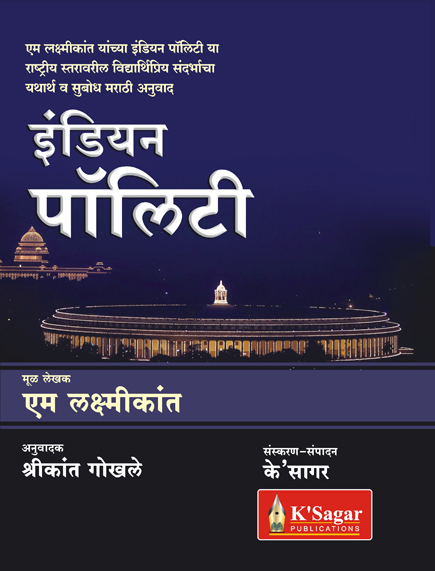 एम लक्ष्मीकांत यांच्या इंडियन पॉलिटी या
राष्ट्रीय स्तरावरील विद्यार्थिप्रिय संदर्भाचा
यथार्थ व सुबोध मराठी अनुवाद
इंडियन
पॉलिटी
मूळ लेखक
एम लक्ष्मीकांत
अनुवादक
श्रीकांत गोखले
संस्करण–संपादन
के'सागर
K'Sagar
PUBLICATIONS